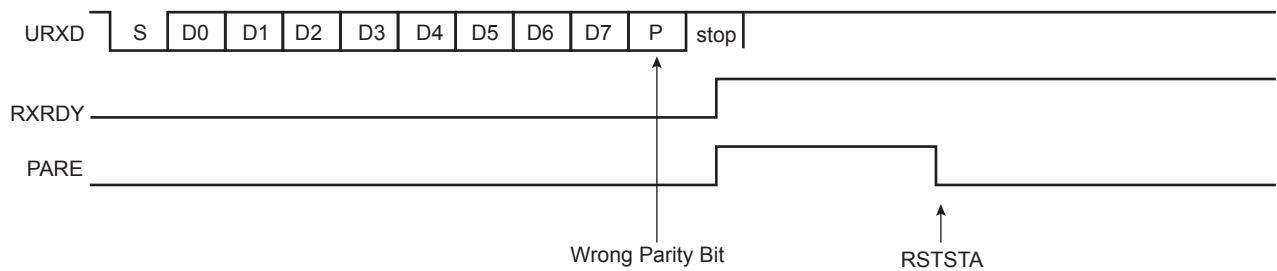 URXD S D0 D1 D2 D3 D4 D5 D6 D7 P stop
RXRDY
PARE
Wrong Parity Bit
RSTSTA